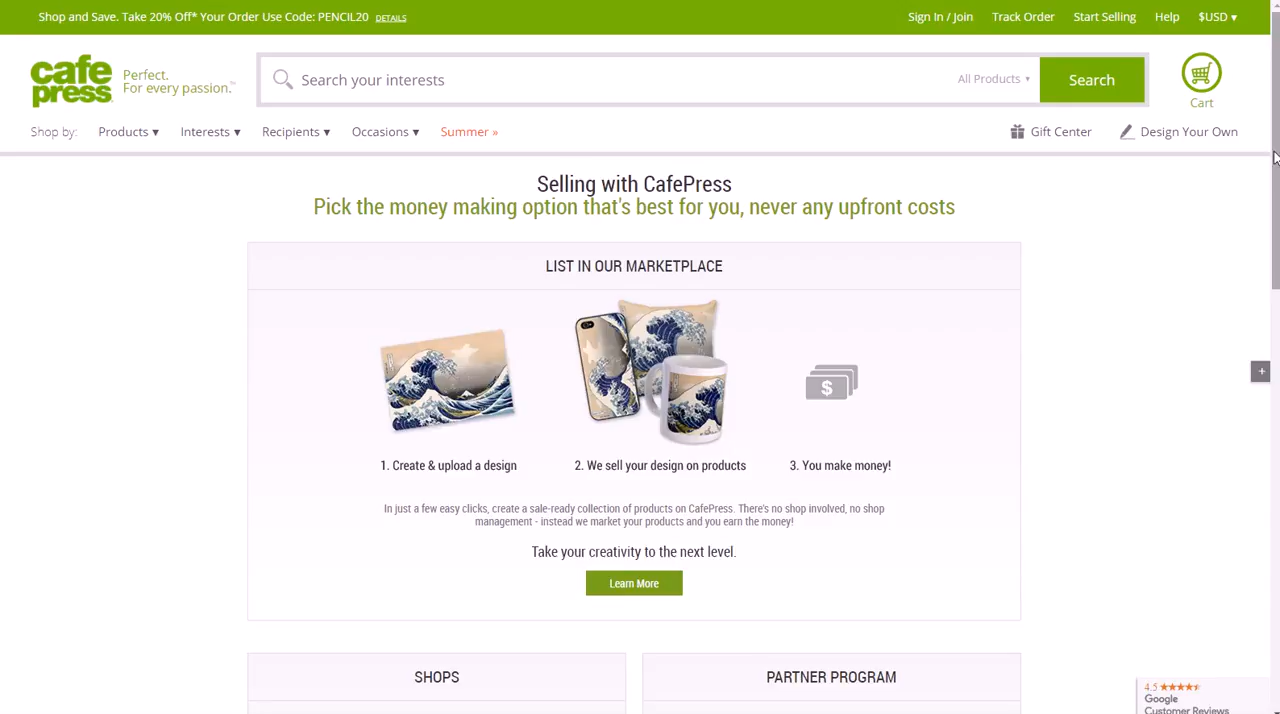 Shop and Save. Take 20% Off* Your Order Use Code: PENCIL20 DETAILS
Sign In / Join Track Order Start Selling Help $USD ▾
cafe press
Perfect.
For every passion.™
Search your interests
All Products ▾
Search
Cart
Shop by: Products ▾ Interests ▾ Recipients ▾ Occasions ▾ Summer »
Gift Center Design Your Own
Selling with CafePress
Pick the money making option that's best for you, never any upfront costs
LIST IN OUR MARKETPLACE
$
1. Create & upload a design
2. We sell your design on products
3. You make money!
In just a few easy clicks, create a sale-ready collection of products on CafePress. There's no shop involved, no shop
management - instead we market your products and you earn the money!
Take your creativity to the next level.
Learn More
+
SHOPS
PARTNER PROGRAM
4.5 ★★★★★
Google
Customer Reviews